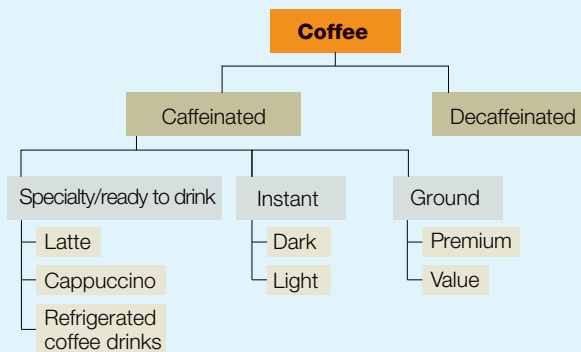 Coffee
Caffeinated
Decaffeinated
Specialty/ready to drink
Instant
Ground
Latte
Dark
Premium
Cappuccino
Light
Value
Refrigerated
coffee drinks